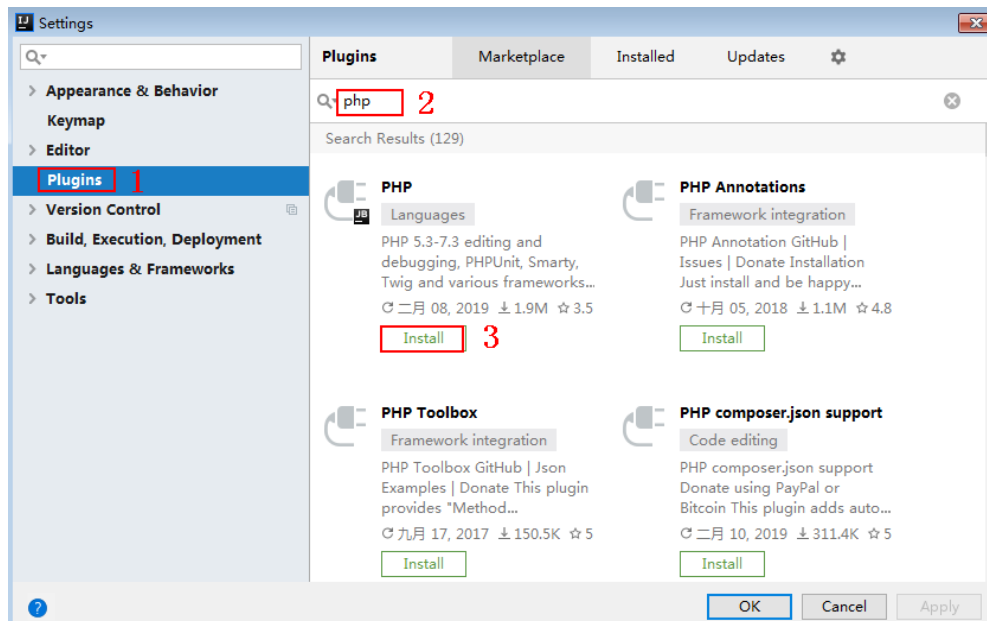 Settings
Appearance & Behavior
Keymap
Editor
Plugins
1
Version Control
Build, Execution, Deployment
Languages & Frameworks
Tools
Plugins
Marketplace
Installed
Updates
php
2
Search Results (129)
PHP
JB
Languages
PHP 5.3-7.3 editing and
debugging, PHPUnit, Smarty,
Twig and various frameworks...
二月 08, 2019 1.9M 3.5
Install
3
PHP Annotations
Framework integration
PHP Annotation GitHub |
Issues | Donate Installation
Just install and be happy...
十月 05, 2018 1.1M 4.8
Install
PHP Toolbox
Framework integration
PHP Toolbox GitHub | Json
Examples | Donate This plugin
provides "Method...
九月 17, 2017 150.5K 5
Install
PHP composer.json support
Code editing
PHP composer.json support
Donate using PayPal or
Bitcoin This plugin adds auto...
二月 10, 2019 311.4K 5
Install
?
OK
Cancel
Apply